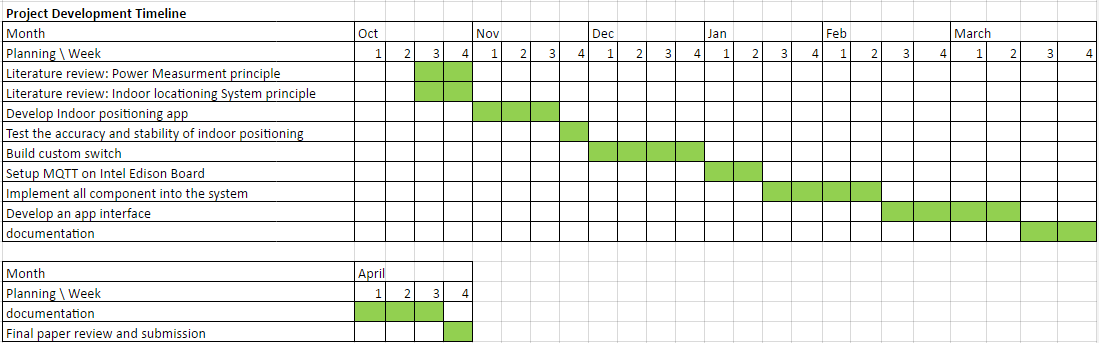 Project Development Timeline
Month Oct Nov Dec Jan Feb March
Planning \ Week 1 2 3 4 1 2 3 4 1 2 3 4 1 2 3 4 1 2 3 4 1 2 3 4
Literature review: Power Measurment principle
Literature review: Indoor locationing System principle
Develop Indoor positioning app
Test the accuracy and stability of indoor positioning
Build custom switch
Setup MQTT on Intel Edison Board
Implement all component into the system
Develop an app interface
documentation
Month April
Planning \ Week 1 2 3 4
documentation
Final paper review and submission